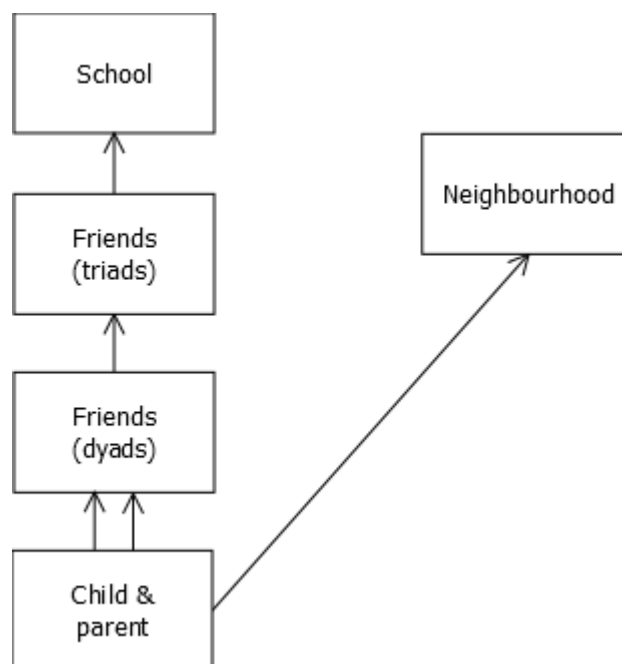 School
Neighbourhood
Friends
(triads)
Friends
(dyads)
Child &
parent